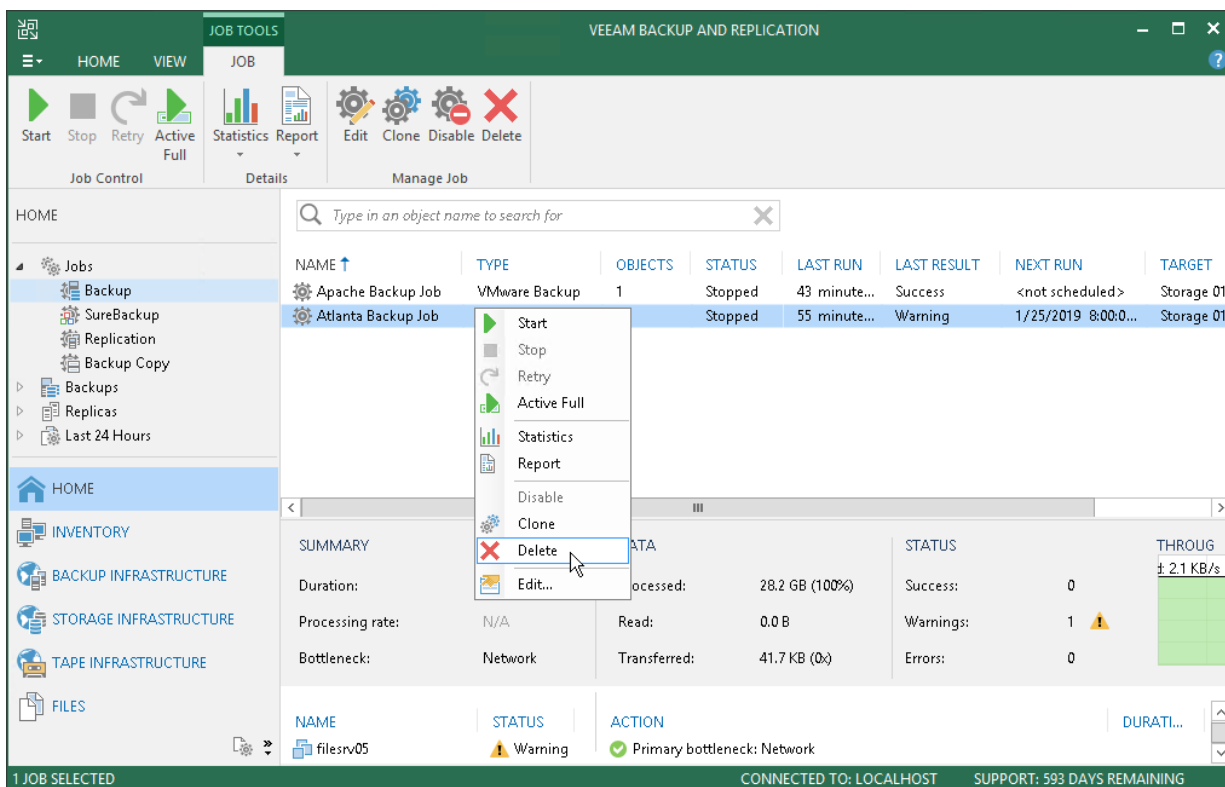 JOB TOOLS
VEEAM BACKUP AND REPLICATION
HOME VIEW JOB
Start Stop Retry Active Full Statistics Report Edit Clone Disable Delete
Job Control Details Manage Job
HOME
Type in an object name to search for
Jobs
Backup
SureBackup
Replication
Backup Copy
Backups
Replicas
Last 24 Hours
HOME
INVENTORY
BACKUP INFRASTRUCTURE
STORAGE INFRASTRUCTURE
TAPE INFRASTRUCTURE
FILES
NAME TYPE OBJECTS STATUS LAST RUN LAST RESULT NEXT RUN TARGET
Apache Backup Job VMware Backup 1 Stopped 43 minute... Success <not scheduled> Storage 01
Atlanta Backup Job Stopped 55 minute... Warning 1/25/2019 8:00:0... Storage 01
Start
Stop
Retry
Active Full
Statistics
Report
Disable
Clone
Delete
Edit...
SUMMARY ATA STATUS THROUG
2.1 KB/s
Duration: ocessed: 28.2 GB (100%) Success: 0
Processing rate: N/A Read: 0.0 B Warnings: 1
Bottleneck: Network Transferred: 41.7 KB (0x) Errors: 0
NAME STATUS ACTION DURATI...
filesrv05 Warning Primary bottleneck: Network
1 JOB SELECTED CONNECTED TO: LOCALHOST SUPPORT: 593 DAYS REMAINING